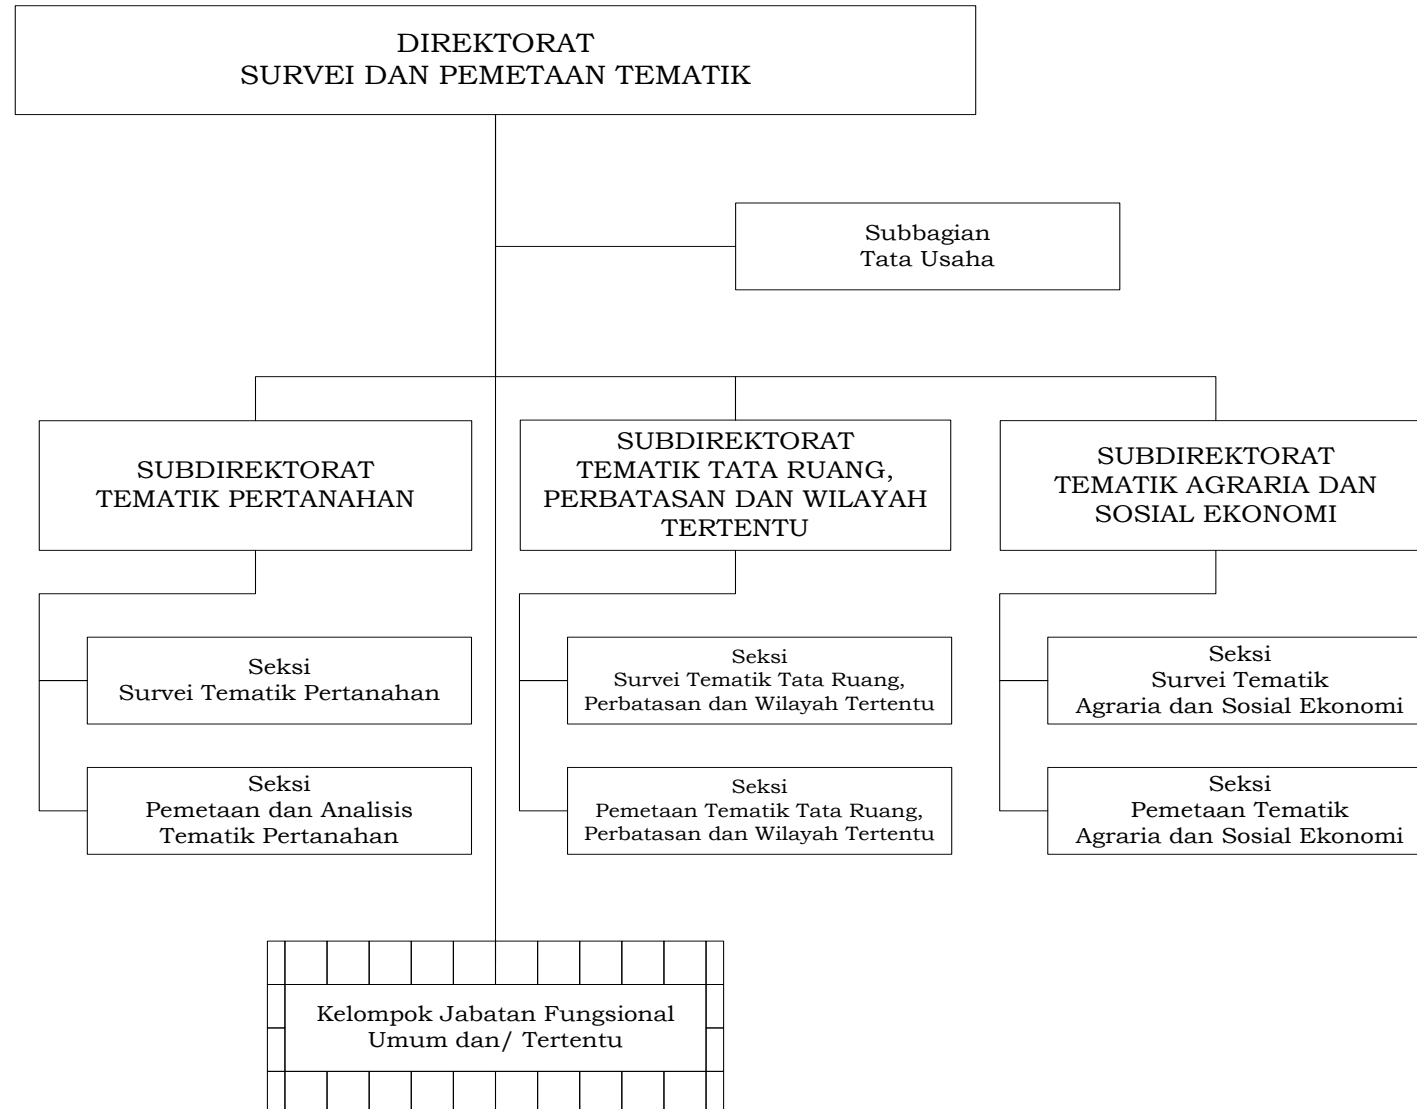 DIREKTORAT
SURVEI DAN PEMETAAN TEMATIK
Subbagian
Tata Usaha
SUBDIREKTORAT
TEMATIK PERTANAHAN
SUBDIREKTORAT
TEMATIK TATA RUANG,
PERBATASAN DAN WILAYAH
TERTENTU
SUBDIREKTORAT
TEMATIK AGRARIA DAN
SOSIAL EKONOMI
Seksi
Survei Tematik Pertanahan
Seksi
Survei Tematik Tata Ruang,
Perbatasan dan Wilayah Tertentu
Seksi
Survei Tematik
Agraria dan Sosial Ekonomi
Seksi
Pemetaan dan Analisis
Tematik Pertanahan
Seksi
Pemetaan Tematik Tata Ruang,
Perbatasan dan Wilayah Tertentu
Seksi
Pemetaan Tematik
Agraria dan Sosial Ekonomi
Kelompok Jabatan Fungsional
Umum dan/ Tertentu